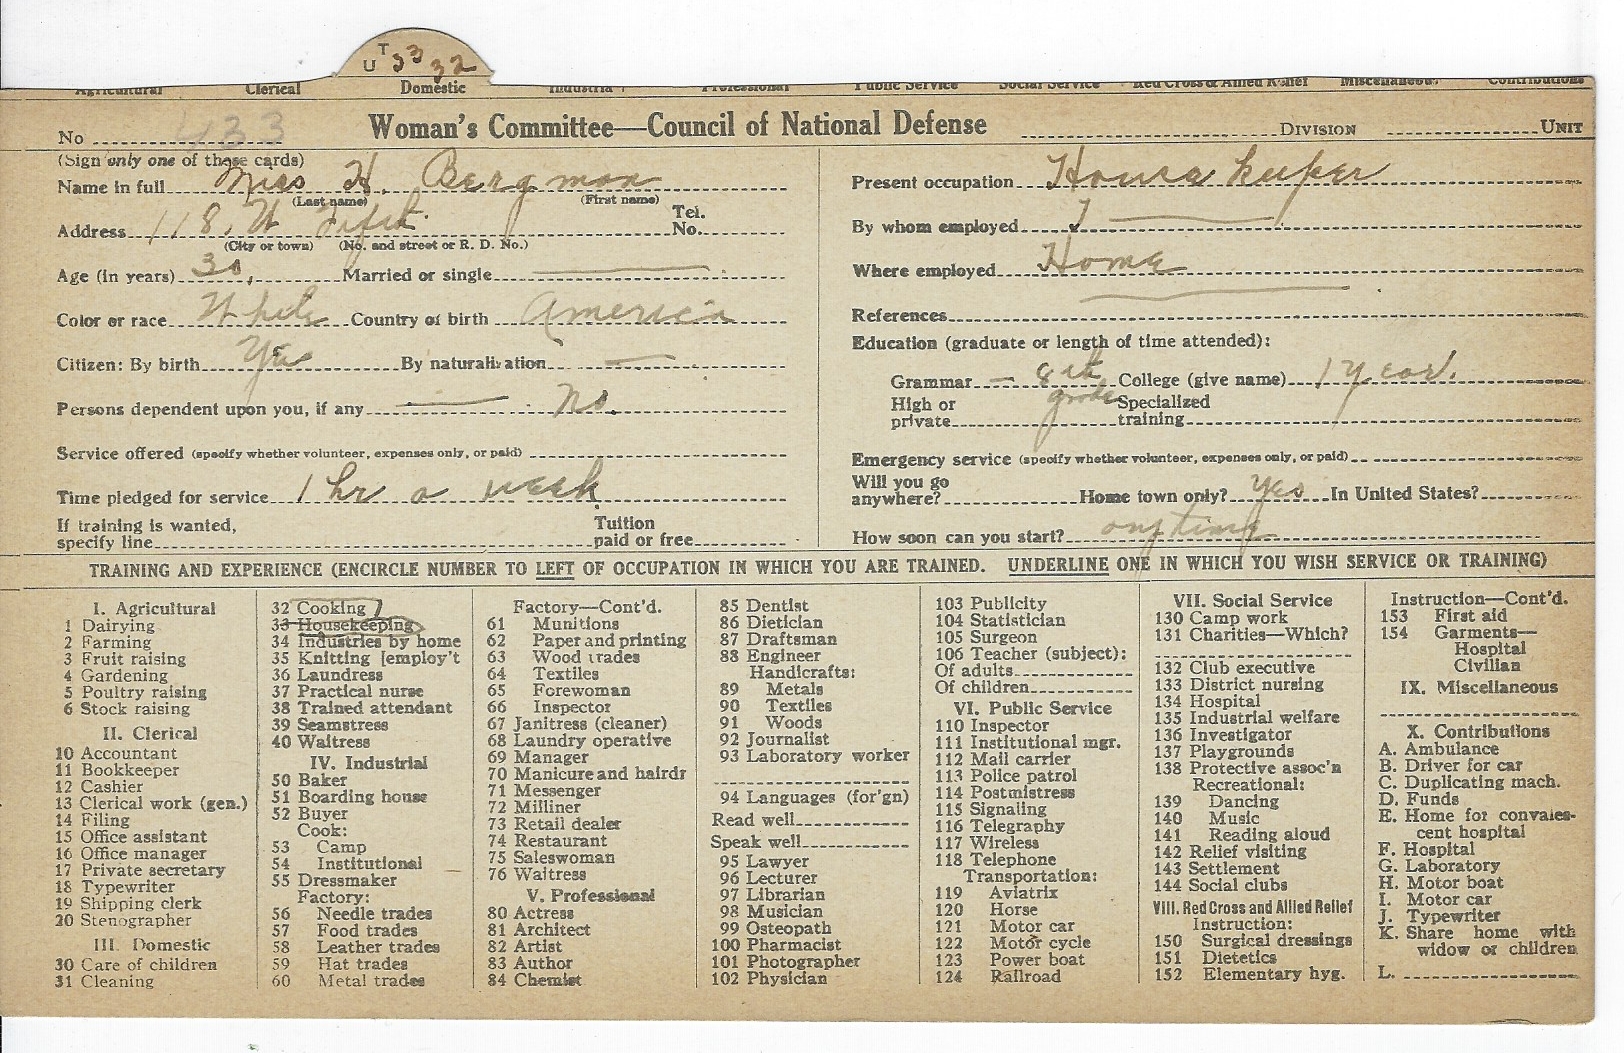 T
U 33 32
Agricultural Clerical Domestic Industrial Professional Public Service Social Service Red Cross & Allied Relief Miscellaneous Contributions
No 433 Woman's Committee—Council of National Defense DIVISION UNIT
(Sign only one of these cards)
Name in full Miss H. Bergman
(Last name) (First name)
Address 118. W Fifth. Tel. No.
(City or town) (No. and street or R. D. No.)
Age (in years) 30. Married or single
Color or race White Country of birth America
Citizen: By birth Yes By naturalization
Persons dependent upon you, if any No.
Service offered (specify whether volunteer, expenses only, or paid)
Time pledged for service 1 hr a week
If training is wanted, specify line Tuition paid or free
Present occupation House keeper
By whom employed
Where employed Home
References
Education (graduate or length of time attended):
Grammar 8th grade College (give name) 1 year.
High or private Specialized training
Emergency service (specify whether volunteer, expenses only, or paid)
Will you go anywhere? Home town only? Yes In United States?
How soon can you start? any time
TRAINING AND EXPERIENCE (ENCIRCLE NUMBER TO LEFT OF OCCUPATION IN WHICH YOU ARE TRAINED. UNDERLINE ONE IN WHICH YOU WISH SERVICE OR TRAINING)
I. Agricultural
1 Dairying
2 Farming
3 Fruit raising
4 Gardening
5 Poultry raising
6 Stock raising
II. Clerical
10 Accountant
11 Bookkeeper
12 Cashier
13 Clerical work (gen.)
14 Filing
15 Office assistant
16 Office manager
17 Private secretary
18 Typewriter
19 Shipping clerk
20 Stenographer
III. Domestic
30 Care of children
31 Cleaning
32 Cooking
33 Housekeeping
34 Industries by home
35 Knitting [employ't
36 Laundress
37 Practical nurse
38 Trained attendant
39 Seamstress
40 Waitress
IV. Industrial
50 Baker
51 Boarding house
52 Buyer
Cook:
53 Camp
54 Institutional
55 Dressmaker
Factory:
56 Needle trades
57 Food trades
58 Leather trades
59 Hat trades
60 Metal trades
Factory—Cont'd.
61 Munitions
62 Paper and printing
63 Wood trades
64 Textiles
65 Forewoman
66 Inspector
67 Janitress (cleaner)
68 Laundry operative
69 Manager
70 Manicure and hairdr
71 Messenger
72 Milliner
73 Retail dealer
74 Restaurant
75 Saleswoman
76 Waitress
V. Professional
80 Actress
81 Architect
82 Artist
83 Author
84 Chemist
85 Dentist
86 Dietician
87 Draftsman
88 Engineer
Handicrafts:
89 Metals
90 Textiles
91 Woods
92 Journalist
93 Laboratory worker
94 Languages (for'gn)
Read well
Speak well
95 Lawyer
96 Lecturer
97 Librarian
98 Musician
99 Osteopath
100 Pharmacist
101 Photographer
102 Physician
103 Publicity
104 Statistician
105 Surgeon
106 Teacher (subject):
Of adults
Of children
VI. Public Service
110 Inspector
111 Institutional mgr.
112 Mail carrier
113 Police patrol
114 Postmistress
115 Signaling
116 Telegraphy
117 Wireless
118 Telephone
Transportation:
119 Aviatrix
120 Horse
121 Motor car
122 Motor cycle
123 Power boat
124 Railroad
VII. Social Service
130 Camp work
131 Charities—Which?
132 Club executive
133 District nursing
134 Hospital
135 Industrial welfare
136 Investigator
137 Playgrounds
138 Protective assoc'n
Recreational:
139 Dancing
140 Music
141 Reading aloud
142 Relief visiting
143 Settlement
144 Social clubs
VIII. Red Cross and Allied Relief
Instruction:
150 Surgical dressings
151 Dietetics
152 Elementary hyg.
Instruction—Cont'd.
153 First aid
154 Garments—
Hospital
Civilian
IX. Miscellaneous
X. Contributions
A. Ambulance
B. Driver for car
C. Duplicating mach.
D. Funds
E. Home for convales-
cent hospital
F. Hospital
G. Laboratory
H. Motor boat
I. Motor car
J. Typewriter
K. Share home with
widow or children
L.